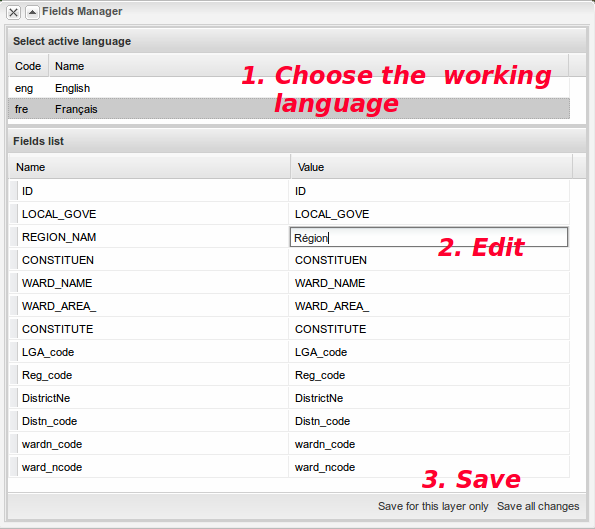 Fields Manager
Select active language
Code Name
eng English
fre Français
1. Choose the working
language
Fields list
Name Value
ID ID
LOCAL_GOVE LOCAL_GOVE
REGION_NAM Région
2. Edit
CONSTITUEN CONSTITUEN
WARD_NAME WARD_NAME
WARD_AREA_ WARD_AREA_
CONSTITUTE CONSTITUTE
LGA_code LGA_code
Reg_code Reg_code
DistrictNe DistrictNe
Distn_code Distn_code
wardn_code wardn_code
ward_ncode ward_ncode
3. Save
Save for this layer only Save all changes